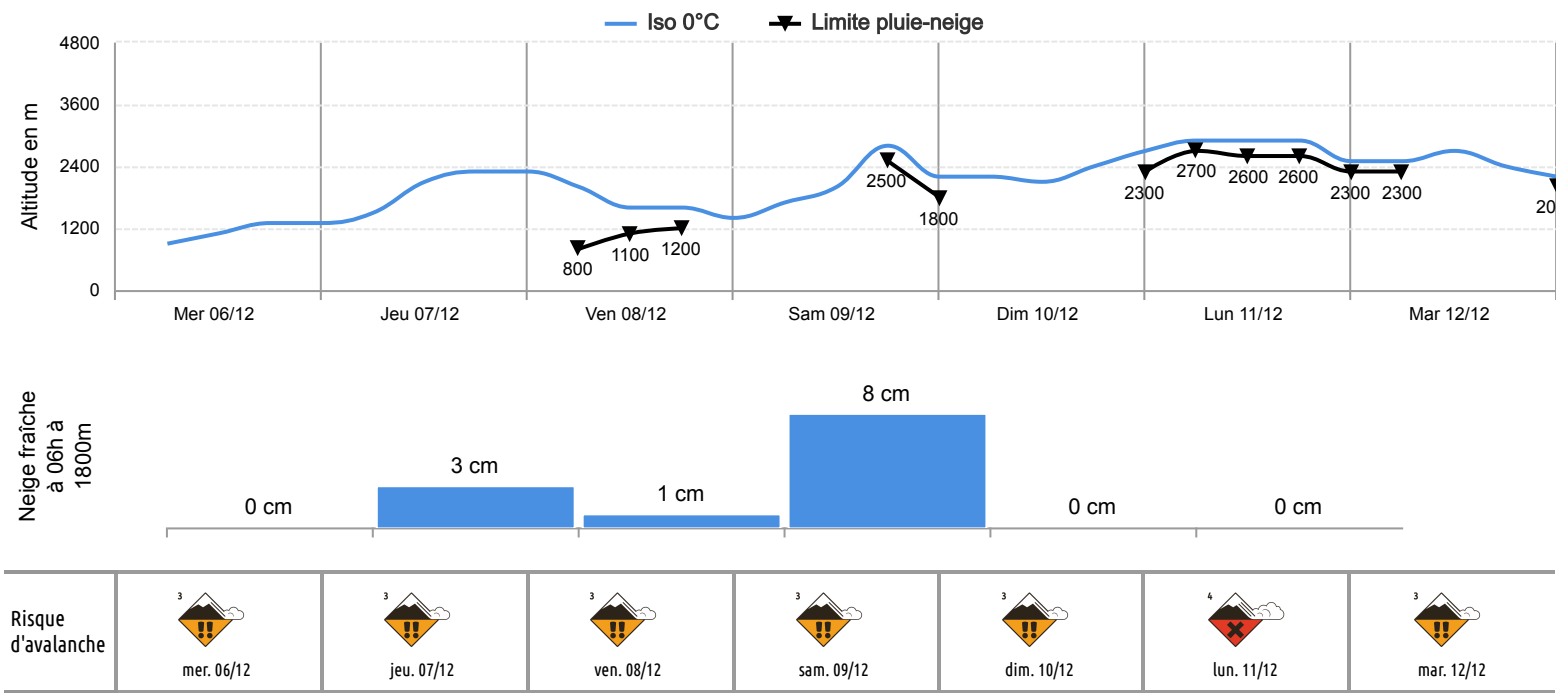 Iso 0°C Limite pluie-neige
Altitude en m
4800
3600
2400
1200
0
2500
1800
2300
2700
2600
2600
2300
2300
20
800
1100
1200
Mer 06/12 Jeu 07/12 Ven 08/12 Sam 09/12 Dim 10/12 Lun 11/12 Mar 12/12
Neige fraîche
à 06h à
1800m
0 cm 3 cm 1 cm 8 cm 0 cm 0 cm
Risque
d'avalanche
3 3 3 3 3 4 3
mer. 06/12 jeu. 07/12 ven. 08/12 sam. 09/12 dim. 10/12 lun. 11/12 mar. 12/12